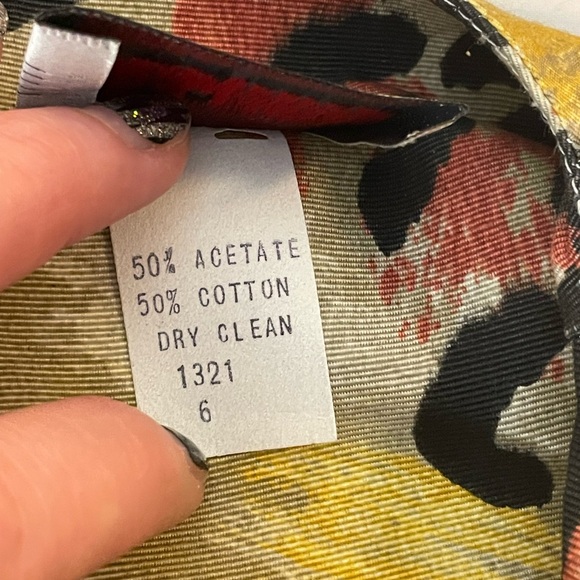 50% ACETATE
50% COTTON
DRY CLEAN
1321
6